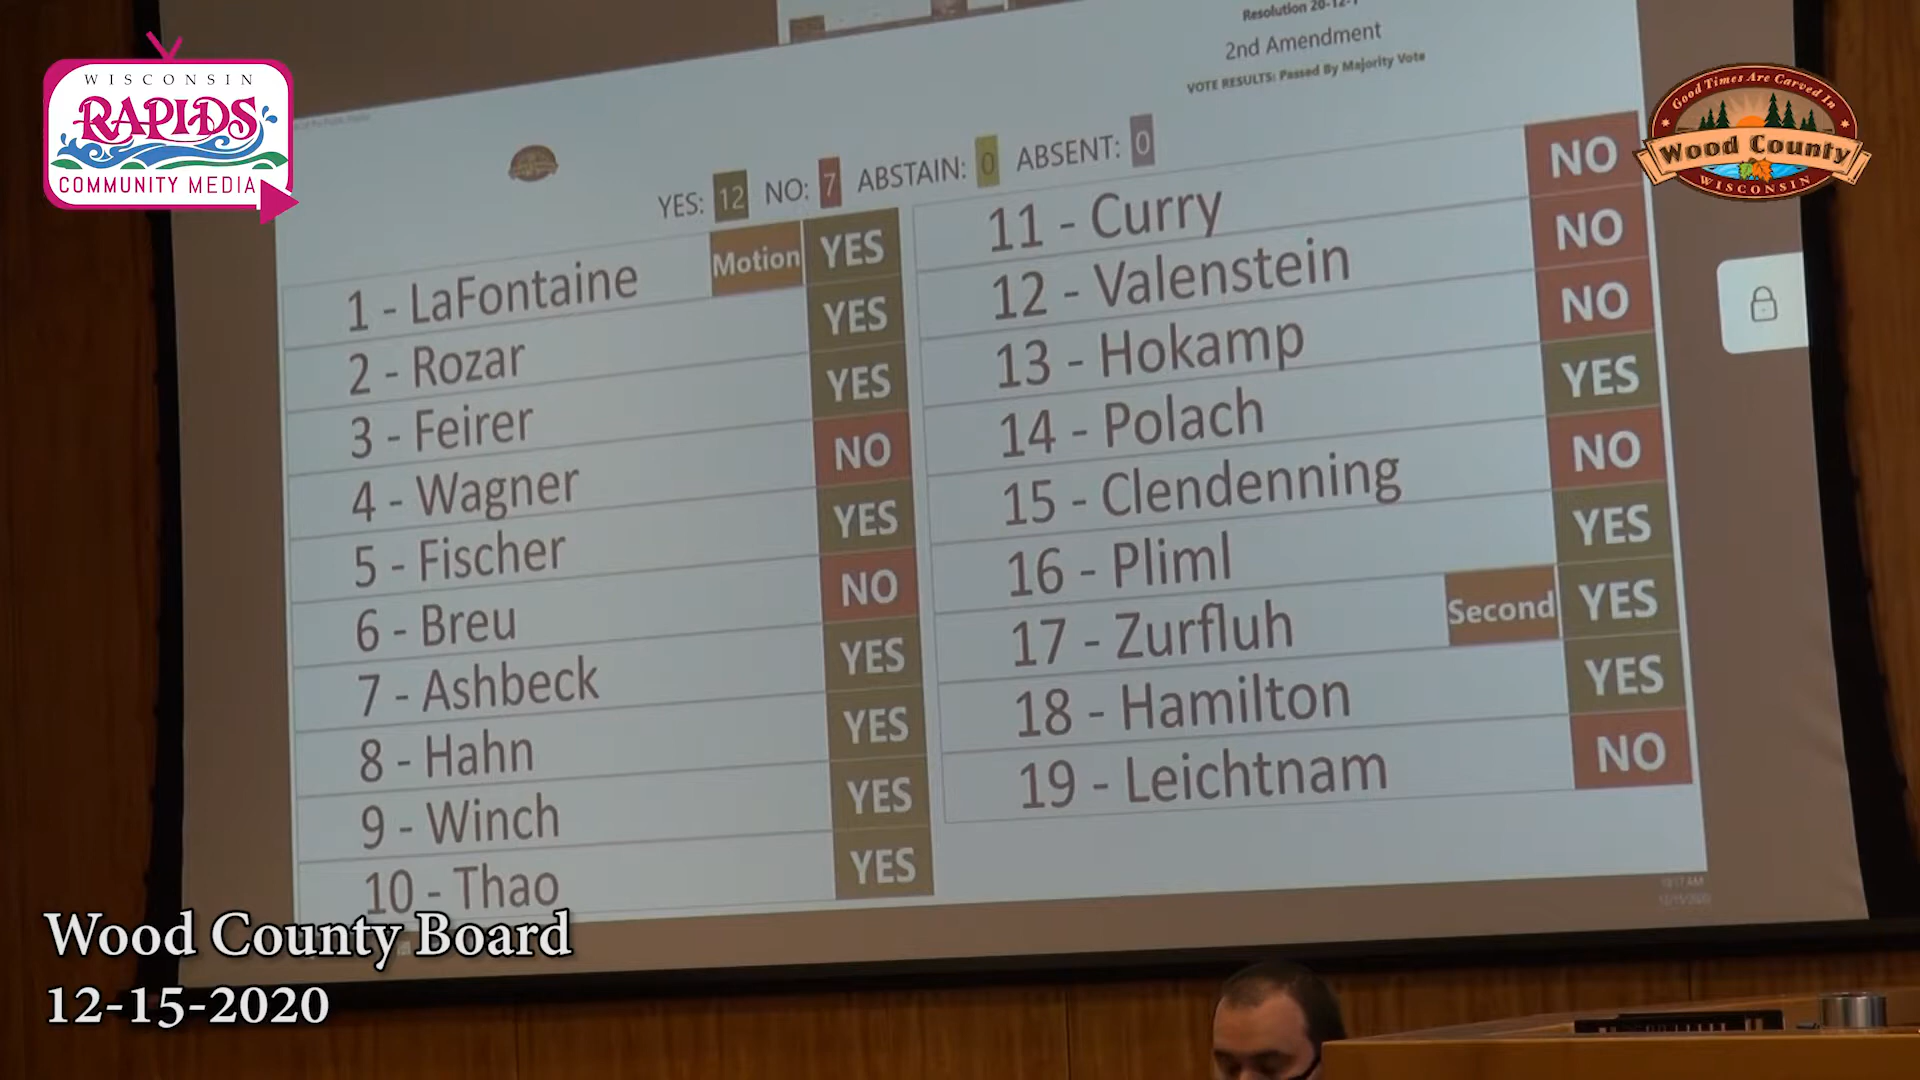 WISCONSIN
RAPIDS
COMMUNITY MEDIA
Good Times Are Carved In
Wood County
WISCONSIN
Resolution 20-12-1
2nd Amendment
VOTE RESULTS: Passed By Majority Vote
YES: 12 NO: 7 ABSTAIN: 0 ABSENT: 0
1 - LaFontaine Motion YES
2 - Rozar YES
3 - Feirer YES
4 - Wagner NO
5 - Fischer YES
6 - Breu NO
7 - Ashbeck YES
8 - Hahn YES
9 - Winch YES
10 - Thao YES
11 - Curry NO
12 - Valenstein NO
13 - Hokamp NO
14 - Polach YES
15 - Clendenning NO
16 - Pliml YES
17 - Zurfluh Second YES
18 - Hamilton YES
19 - Leichtnam NO
Wood County Board
12-15-2020